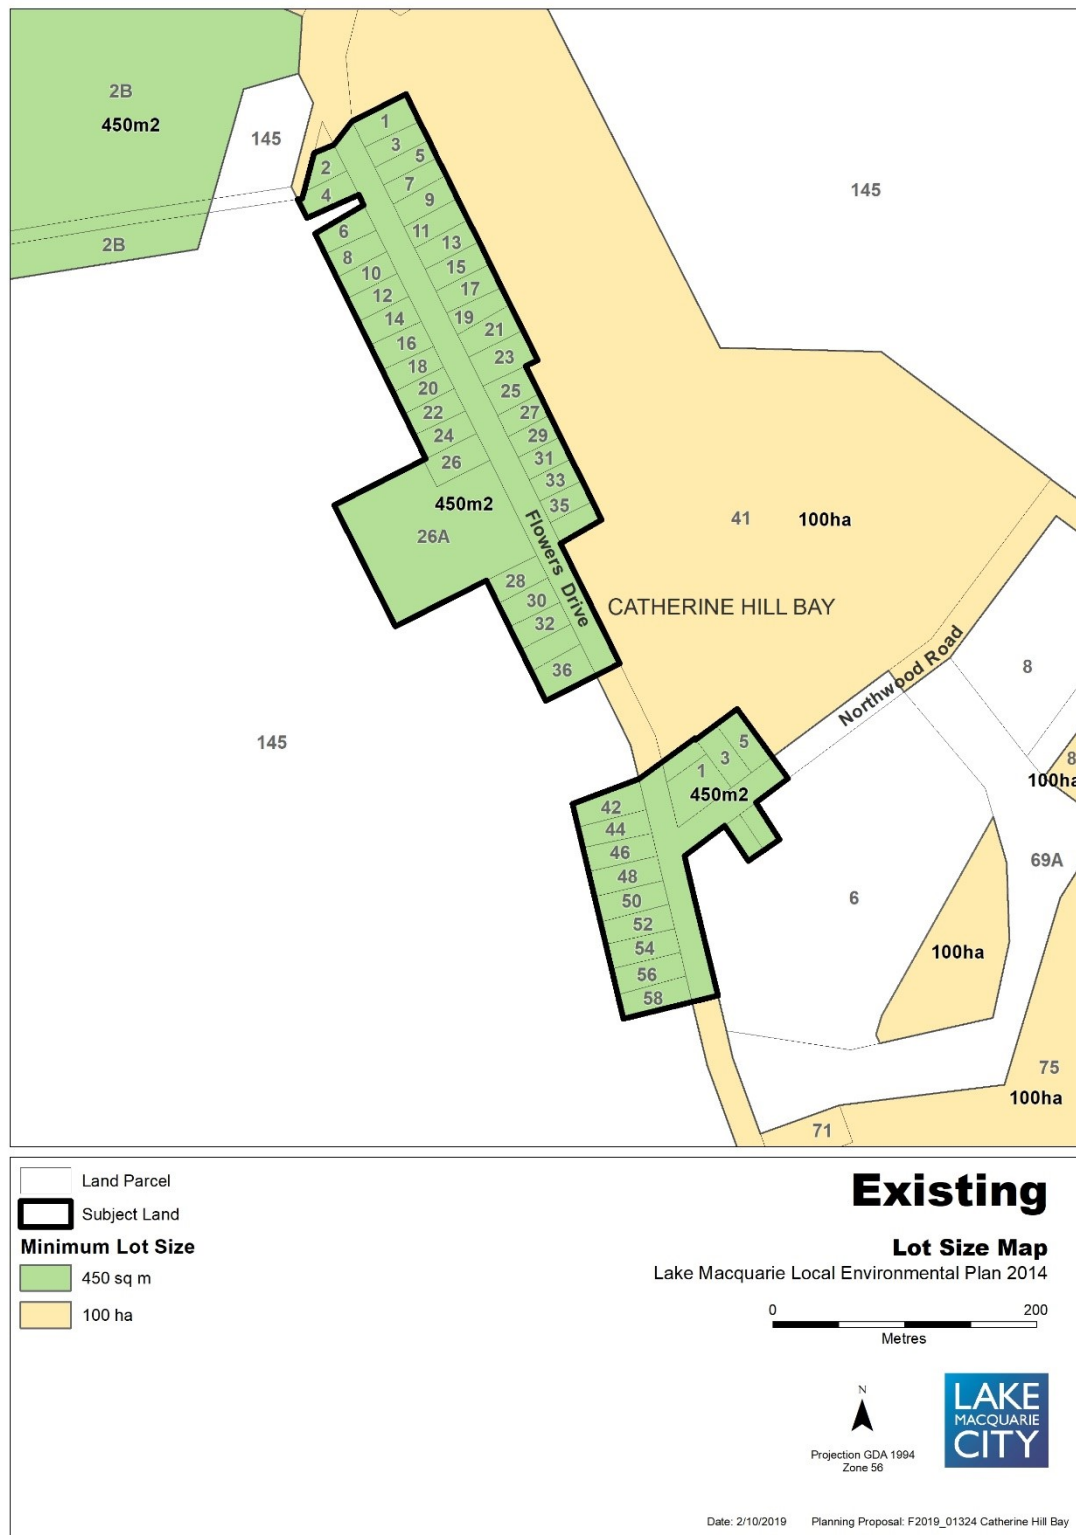 2B
450m2
145
2B
145
1
3
5
7
9
11
13
15
17
19
21
23
25
27
29
31
33
35
2
4
6
8
10
12
14
16
18
20
22
24
26
450m2
26A
28
30
32
36
Flowers Drive
41
100ha
CATHERINE HILL BAY
Northwood Road
8
8
100ha
145
1
3
5
450m2
42
44
46
48
50
52
54
56
58
6
69A
100ha
75
100ha
71
Land Parcel
Subject Land
Minimum Lot Size
450 sq m
100 ha
Existing
Lot Size Map
Lake Macquarie Local Environmental Plan 2014
0 200
Metres
N
Projection GDA 1994
Zone 56
LAKE
MACQUARIE
CITY
Date: 2/10/2019 Planning Proposal: F2019_01324 Catherine Hill Bay